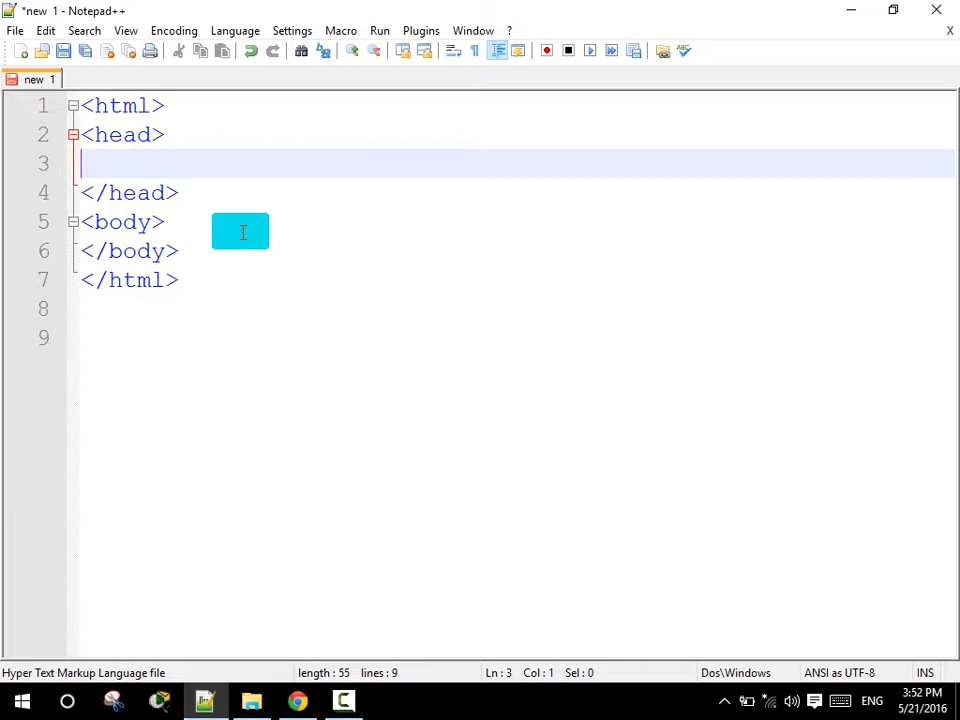 *new 1 - Notepad++
File Edit Search View Encoding Language Settings Macro Run Plugins Window ? X
new 1
1 <html>
2 <head>
3
4 </head>
5 <body>
6 </body>
7 </html>
8
9
Hyper Text Markup Language file length : 55 lines : 9 Ln : 3 Col : 1 Sel : 0 Dos\Windows ANSI as UTF-8 INS
ENG 3:52 PM
5/21/2016